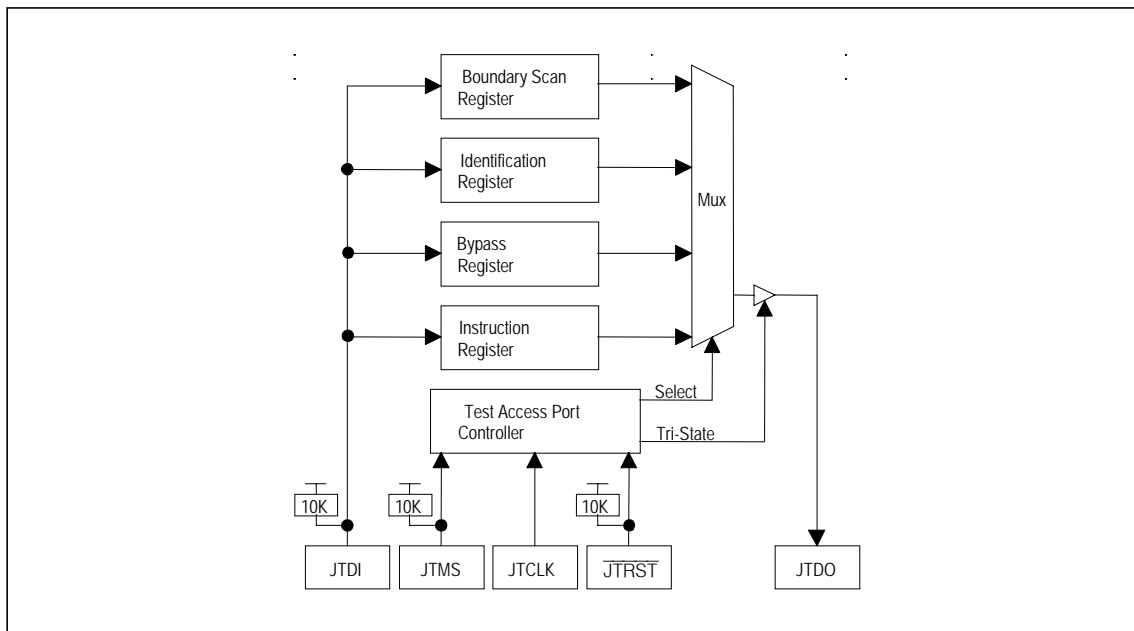 Boundary Scan
Register
Identification
Register
Mux
Bypass
Register
Instruction
Register
Select
Test Access Port
Controller
Tri-State
10K
10K
10K
JTDI
JTMS
JTCLK
JTRST
JTDO